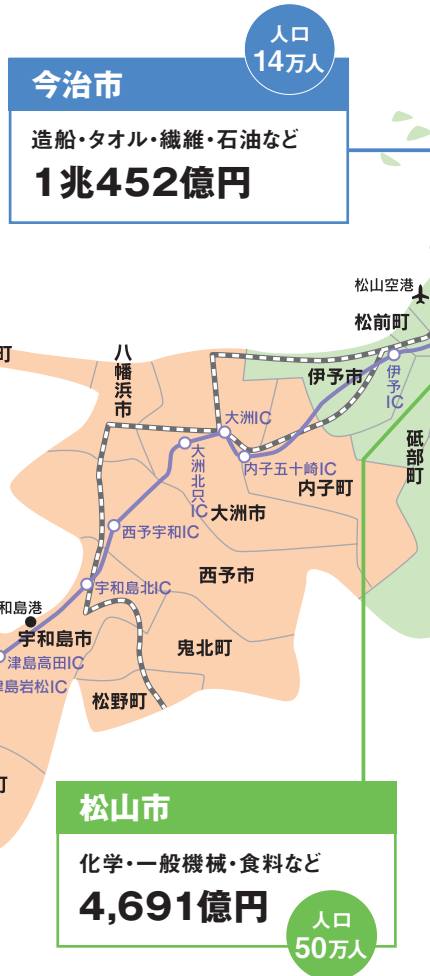 人口
14万人
今治市
造船・タオル・繊維・石油など
1兆452億円
松山空港
松前町
町
八幡浜市
伊予市
伊予IC
大洲IC
砥部町
大洲北只IC
内子五十崎IC
内子町
大洲市
西予宇和IC
西予市
宇和島北IC
和島港
宇和島市
鬼北町
津島高田IC
津島岩松IC
松野町
町
松山市
化学・一般機械・食料など
4,691億円
人口
50万人